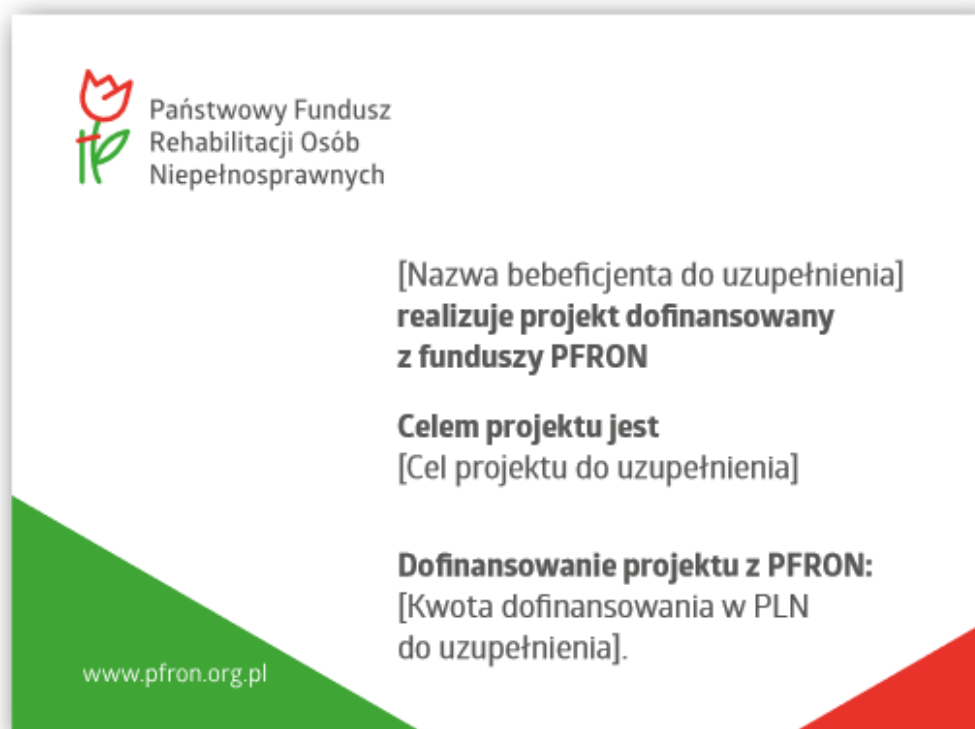 Państwowy Fundusz
Rehabilitacji Osób
Niepełnosprawnych
[Nazwa bebeficjenta do uzupełnienia]
realizuje projekt dofinansowany
z funduszy PFRON
Celem projektu jest
[Cel projektu do uzupełnienia]
Dofinansowanie projektu z PFRON:
[Kwota dofinansowania w PLN
do uzupełnienia].
www.pfron.org.pl